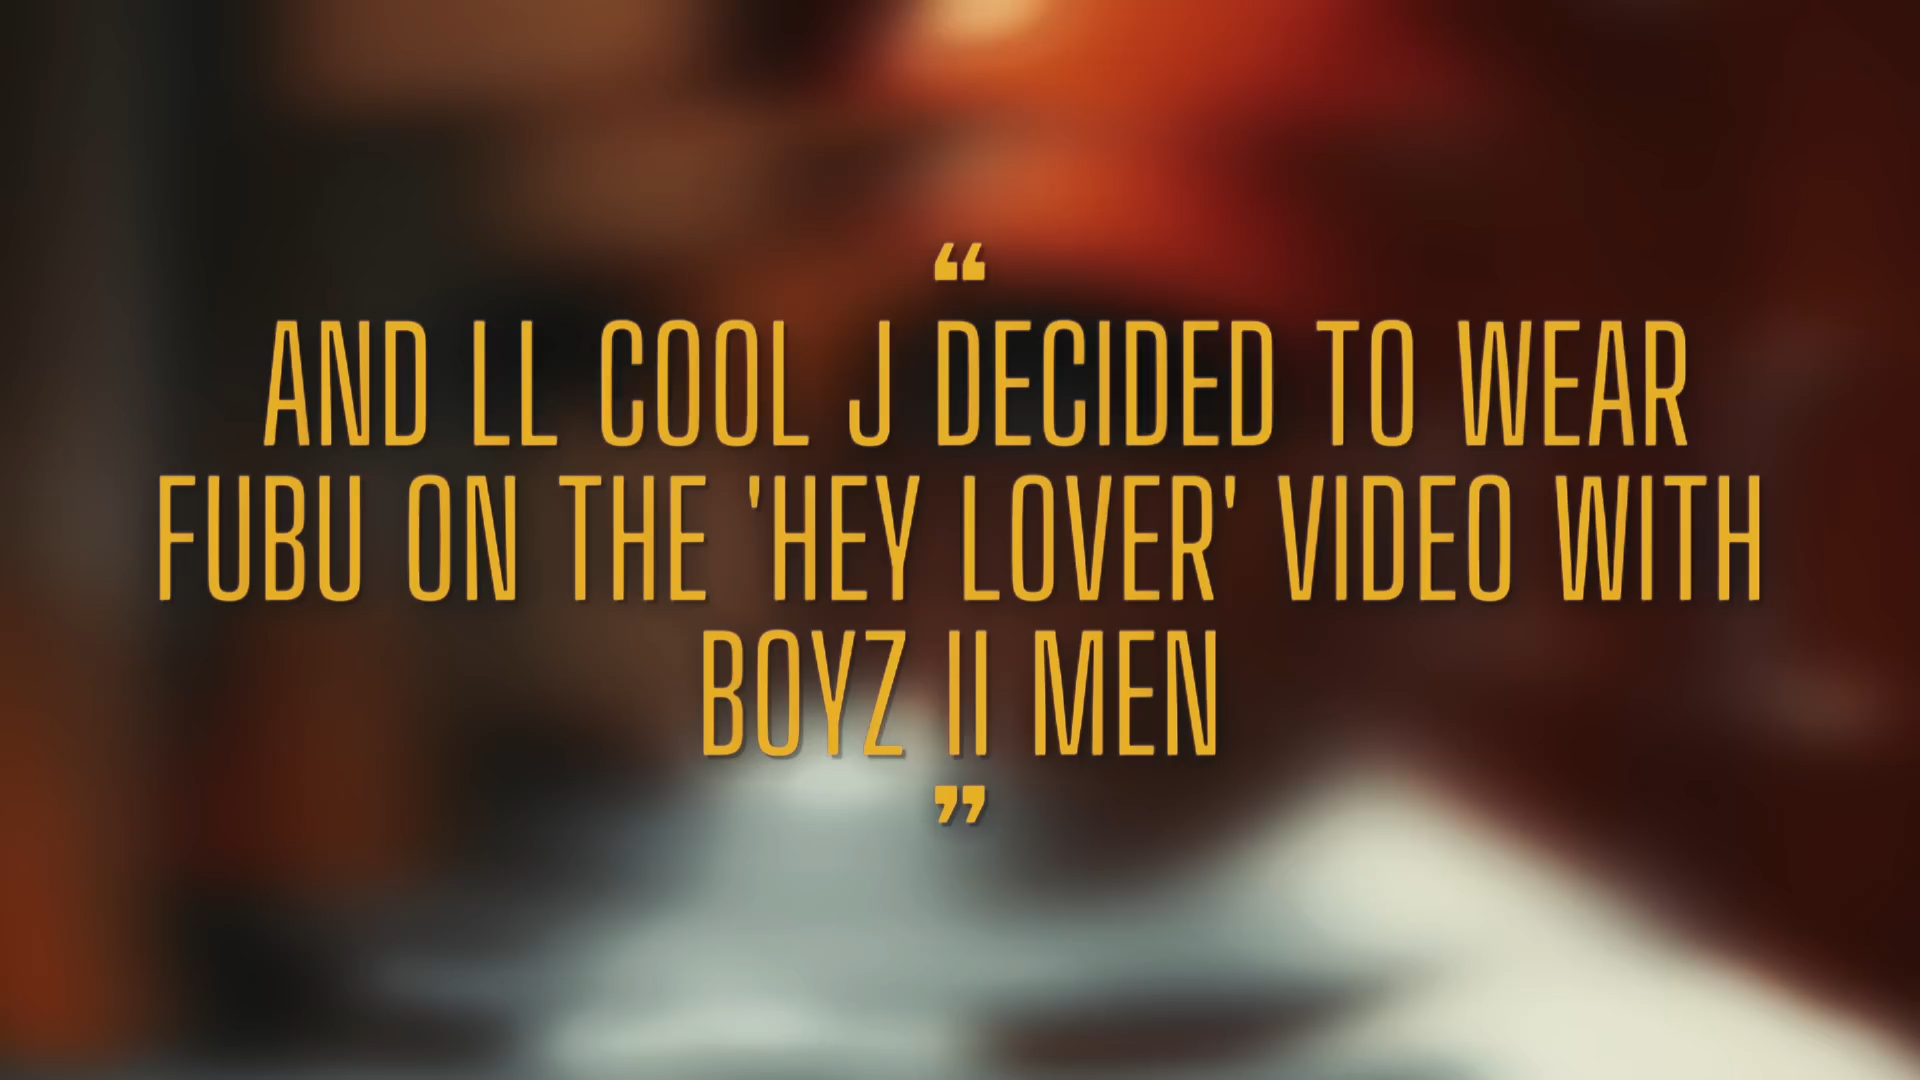 “
AND LL COOL J DECIDED TO WEAR
FUBU ON THE 'HEY LOVER' VIDEO WITH
BOYZ II MEN
”